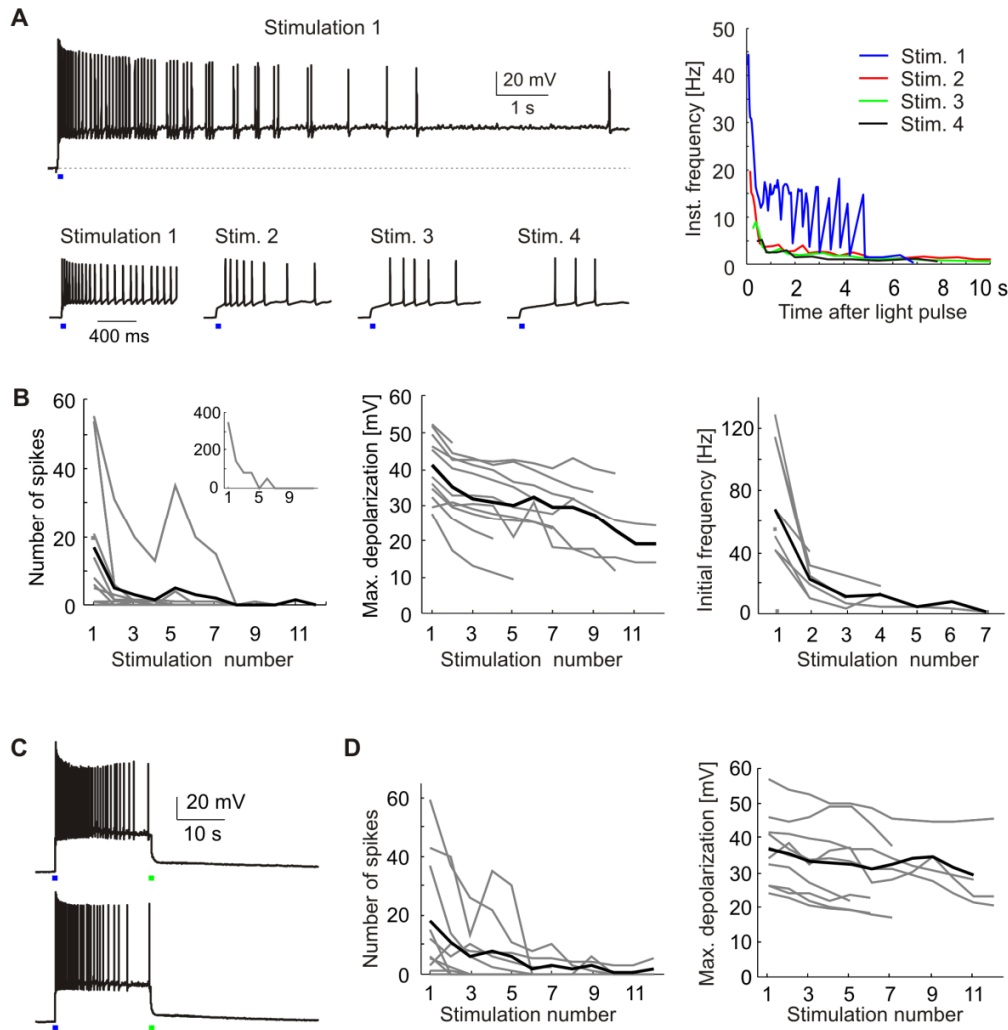 A
Stimulation 1
20 mV
1 s
Stimulation 1
Stim. 2
Stim. 3
Stim. 4
400 ms
Inst. frequency [Hz]
50
40
30
20
10
0
0 2 4 6 8 10 s
Time after light pulse
Stim. 1
Stim. 2
Stim. 3
Stim. 4
B
Number of spikes
60
40
20
0
1 3 5 7 9 11
Stimulation number
400
200
0
1 5 9
Max. depolarization [mV]
60
50
40
30
20
10
0
1 3 5 7 9 11
Stimulation number
Initial frequency [Hz]
120
80
40
0
1 2 3 4 5 6 7
Stimulation number
C
20 mV
10 s
D
Number of spikes
60
40
20
0
1 3 5 7 9 11
Stimulation number
Max. depolarization [mV]
60
50
40
30
20
10
0
1 3 5 7 9 11
Stimulation number